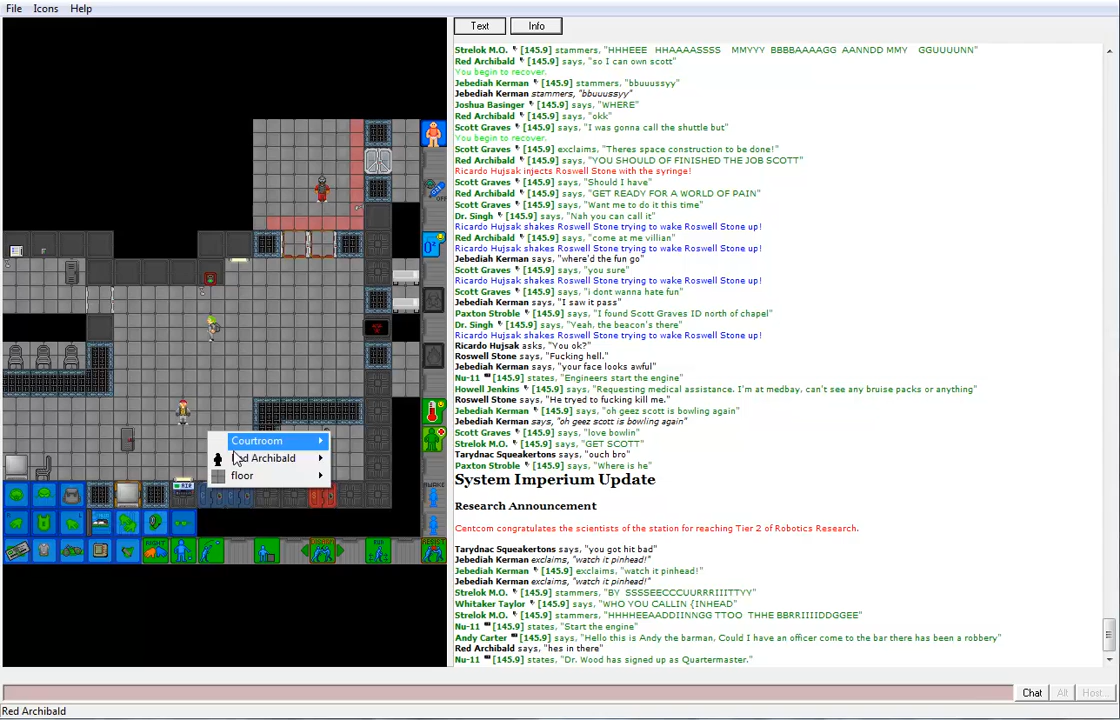 File Icons Help
Text Info
Strelok M.O. [145.9] stammers, "HHHEEE HHAAAASSSS MMYYY BBBBAAAAGG AANNDD MMY GGUUUUNN"
Red Archibald [145.9] says, "so I can own scott"
You begin to recover.
Jebediah Kerman [145.9] stammers, "bbuuussyy"
Jebediah Kerman stammers, "bbuuussyy"
Joshua Basinger [145.9] says, "WHERE"
Red Archibald [145.9] says, "okk"
Scott Graves [145.9] says, "I was gonna call the shuttle but"
You begin to recover.
Scott Graves [145.9] exclaims, "Theres space construction to be done!"
Red Archibald [145.9] says, "YOU SHOULD OF FINISHED THE JOB SCOTT"
Ricardo Hujsak injects Roswell Stone with the syringe!
Scott Graves [145.9] says, "Should I have"
Red Archibald [145.9] says, "GET READY FOR A WORLD OF PAIN"
Scott Graves [145.9] says, "Want me to do it this time"
Dr. Singh [145.9] says, "Nah you can call it"
Ricardo Hujsak shakes Roswell Stone trying to wake Roswell Stone up!
Red Archibald [145.9] says, "come at me villian"
Ricardo Hujsak shakes Roswell Stone trying to wake Roswell Stone up!
Jebediah Kerman says, "where'd the fun go"
Scott Graves [145.9] says, "you sure"
Ricardo Hujsak shakes Roswell Stone trying to wake Roswell Stone up!
Scott Graves [145.9] says, "i dont wanna hate fun"
Jebediah Kerman says, "I saw it pass"
Paxton Stroble [145.9] says, "I found Scott Graves ID north of chapel"
Dr. Singh [145.9] says, "Yeah, the beacon's there"
Ricardo Hujsak shakes Roswell Stone trying to wake Roswell Stone up!
Ricardo Hujsak asks, "You ok?"
Roswell Stone says, "Fucking hell."
Jebediah Kerman says, "your face looks awful"
Nu-11 [145.9] states, "Engineers start the engine"
Howell Jenkins [145.9] says, "Requesting medical assistance. I'm at medbay, can't see any bruise packs or anything"
Roswell Stone says, "He tryed to fucking kill me."
Jebediah Kerman [145.9] says, "oh geez scott is bowling again"
Jebediah Kerman says, "oh geez scott is bowling again"
Scott Graves [145.9] says, "love bowlin"
Strelok M.O. [145.9] says, "GET SCOTT"
Tarydnac Squeakertons says, "ouch bro"
Paxton Stroble [145.9] says, "Where is he"
System Imperium Update
Research Announcement
Centcom congratulates the scientists of the station for reaching Tier 2 of Robotics Research.
Tarydnac Squeakertons says, "you got hit bad"
Jebediah Kerman exclaims, "watch it pinhead!"
Jebediah Kerman [145.9] exclaims, "watch it pinhead!"
Jebediah Kerman exclaims, "watch it pinhead!"
Strelok M.O. [145.9] stammers, "BY SSSSEECCCUURRRIIITTYY"
Whitaker Taylor [145.9] says, "WHO YOU CALLIN {INHEAD"
Strelok M.O. [145.9] stammers, "HHHHEEAADDIINNGG TTOO THHE BBRRIIIIDDGGEE"
Nu-11 [145.9] states, "Start the engine"
Andy Carter [145.9] says, "Hello this is Andy the barman, Could I have an officer come to the bar there has been a robbery"
Red Archibald says, "hes in there"
Nu-11 [145.9] states, "Dr. Wood has signed up as Quartermaster."
OFF
Courtroom
Red Archibald
floor
AIR
AWAKE
RIGHT
DISARM
RUN
RESIST
Chat Alt Host...
Red Archibald